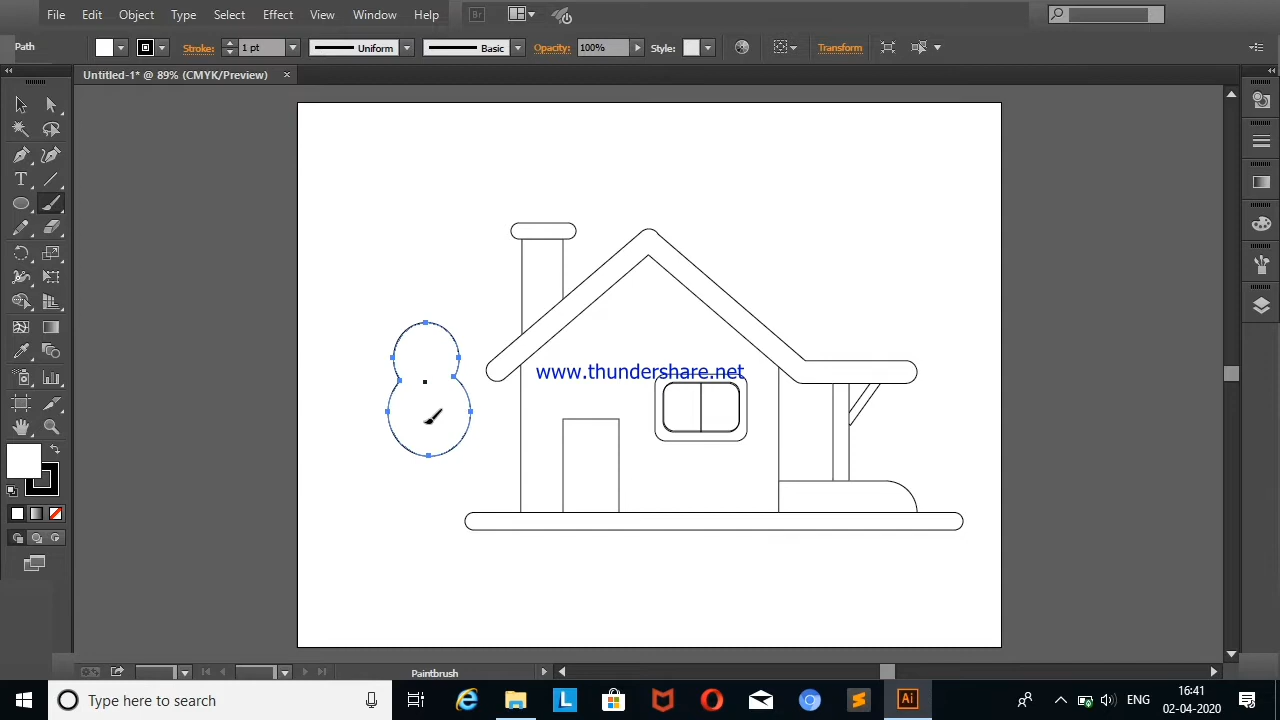 File Edit Object Type Select Effect View Window Help
Br
Path
Stroke: 1 pt Uniform Basic Opacity: 100% Style: Transform
Untitled-1* @ 89% (CMYK/Preview) ×
T
www.thundershare.net
Paintbrush
Type here to search
L
Ai
ENG
16:41
02-04-2020